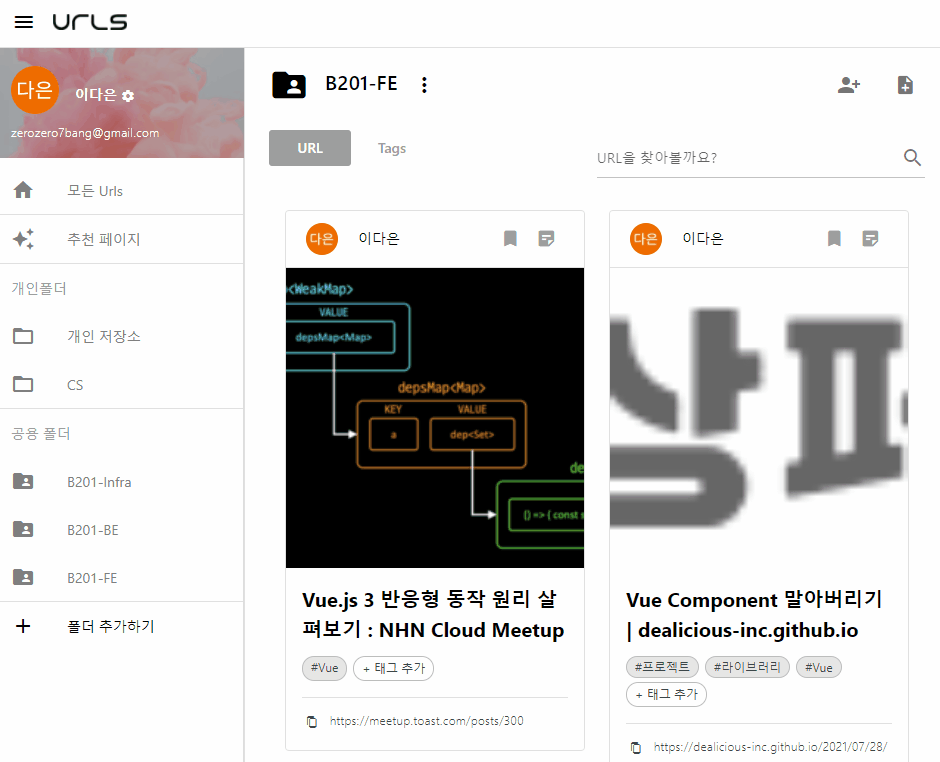 urls
다은
이다은
zerozero7bang@gmail.com
모든 Urls
추천 페이지
개인폴더
개인 저장소
CS
공용 폴더
B201-Infra
B201-BE
B201-FE
폴더 추가하기
B201-FE
URL
Tags
URL을 찾아볼까요?
다은 이다은
<WeakMap>
VALUE
depsMap<Map>
depsMap<Map>
KEY VALUE
a dep<Set>
de
() => { const s
Vue.js 3 반응형 동작 원리 살
펴보기 : NHN Cloud Meetup
#Vue + 태그 추가
https://meetup.toast.com/posts/300
다은 이다은
Vue Component 말아버리기
| dealicious-inc.github.io
#프로젝트 #라이브러리 #Vue
+ 태그 추가
https://dealicious-inc.github.io/2021/07/28/